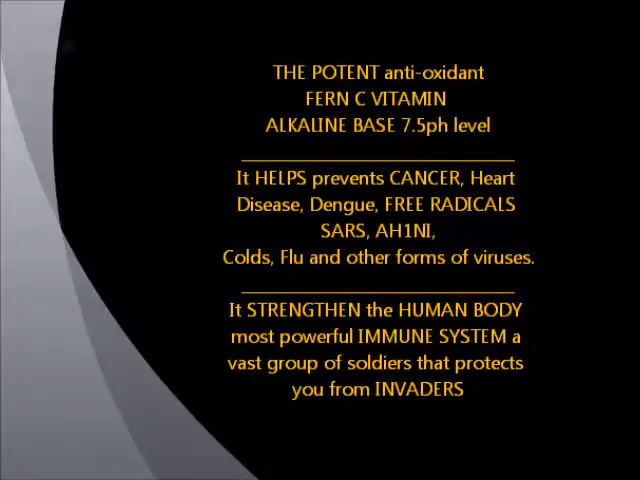 THE POTENT anti-oxidant
FERN C VITAMIN
ALKALINE BASE 7.5ph level
It HELPS prevents CANCER, Heart
Disease, Dengue, FREE RADICALS
SARS, AH1NI,
Colds, Flu and other forms of viruses.
It STRENGTHEN the HUMAN BODY
most powerful IMMUNE SYSTEM a
vast group of soldiers that protects
you from INVADERS